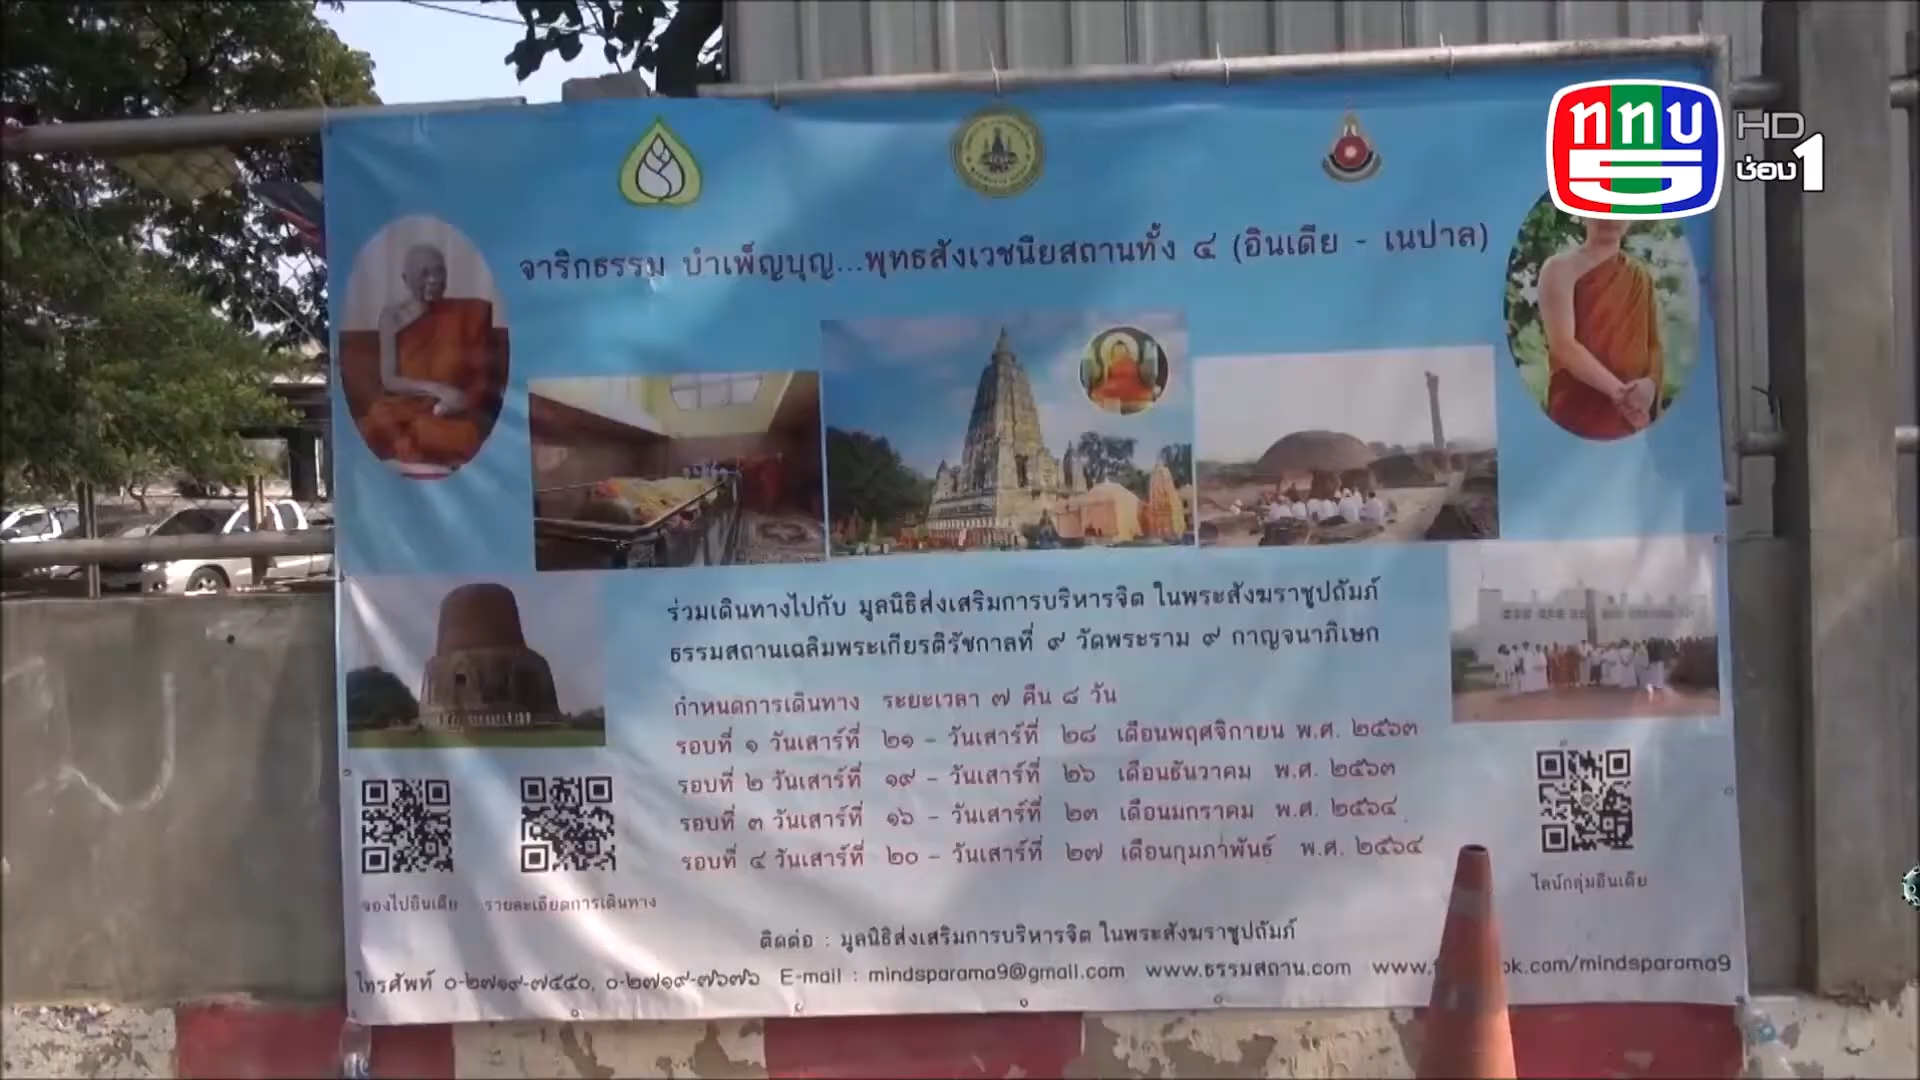 ททบ 5 HD
ช่อง 1
จาริกธรรม บำเพ็ญบุญ...พุทธสังเวชนียสถานทั้ง ๔ (อินเดีย - เนปาล)
ร่วมเดินทางไปกับ มูลนิธิส่งเสริมการบริหารจิต ในพระสังฆราชูปถัมภ์
ธรรมสถานเฉลิมพระเกียรติรัชกาลที่ ๙ วัดพระราม ๙ กาญจนาภิเษก
กำหนดการเดินทาง ระยะเวลา ๗ คืน ๘ วัน
รอบที่ ๑ วันเสาร์ที่ ๒๑ - วันเสาร์ที่ ๒๘ เดือนพฤศจิกายน พ.ศ. ๒๕๖๓
รอบที่ ๒ วันเสาร์ที่ ๑๙ - วันเสาร์ที่ ๒๖ เดือนธันวาคม พ.ศ. ๒๕๖๓
รอบที่ ๓ วันเสาร์ที่ ๑๖ - วันเสาร์ที่ ๒๓ เดือนมกราคม พ.ศ. ๒๕๖๔
รอบที่ ๔ วันเสาร์ที่ ๒๐ - วันเสาร์ที่ ๒๗ เดือนกุมภาพันธ์ พ.ศ. ๒๕๖๔
จองไปอินเดีย
รายละเอียดการเดินทาง
ไลน์กลุ่มอินเดีย
ติดต่อ : มูลนิธิส่งเสริมการบริหารจิต ในพระสังฆราชูปถัมภ์
โทรศัพท์ ๐-๒๗๑๙-๗๕๕๐, ๐-๒๗๑๙-๗๖๗๖ E-mail : mindsparama9@gmail.com www.ธรรมสถาน.com www. ok.com/mindsparama9